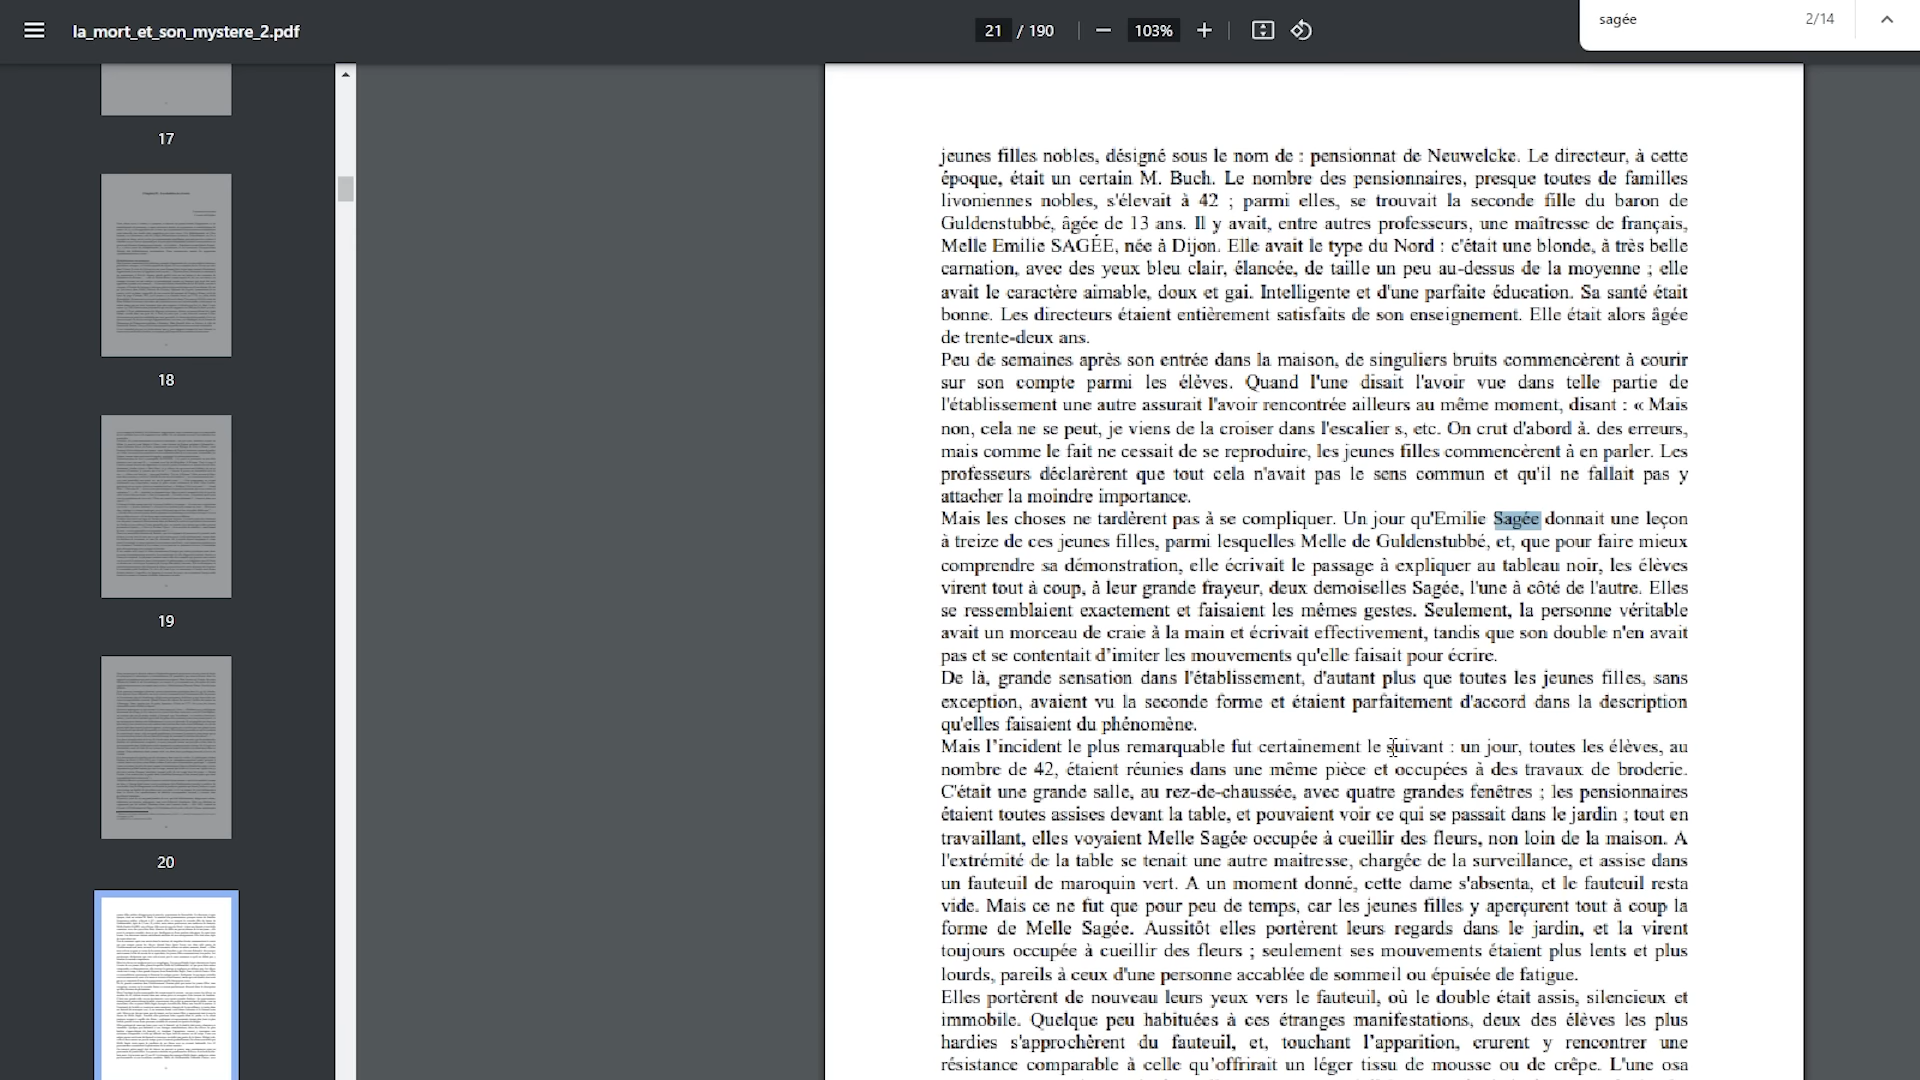 la_mort_et_son_mystere_2.pdf
21 / 190
103%
sagée
2/14
17
18
19
20
jeunes filles nobles, désigné sous le nom de : pensionnat de Neuwelcke. Le directeur, à cette
époque, était un certain M. Buch. Le nombre des pensionnaires, presque toutes de familles
livoniennes nobles, s'élevait à 42 ; parmi elles, se trouvait la seconde fille du baron de
Guldenstubbé, âgée de 13 ans. Il y avait, entre autres professeurs, une maîtresse de français,
Melle Emilie SAGÉE, née à Dijon. Elle avait le type du Nord : c'était une blonde, à très belle
carnation, avec des yeux bleu clair, élancée, de taille un peu au-dessus de la moyenne ; elle
avait le caractère aimable, doux et gai. Intelligente et d'une parfaite éducation. Sa santé était
bonne. Les directeurs étaient entièrement satisfaits de son enseignement. Elle était alors âgée
de trente-deux ans.
Peu de semaines après son entrée dans la maison, de singuliers bruits commencèrent à courir
sur son compte parmi les élèves. Quand l'une disait l'avoir vue dans telle partie de
l'établissement une autre assurait l'avoir rencontrée ailleurs au même moment, disant : « Mais
non, cela ne se peut, je viens de la croiser dans l'escalier s, etc. On crut d'abord à. des erreurs,
mais comme le fait ne cessait de se reproduire, les jeunes filles commencèrent à en parler. Les
professeurs déclarèrent que tout cela n'avait pas le sens commun et qu'il ne fallait pas y
attacher la moindre importance.
Mais les choses ne tardèrent pas à se compliquer. Un jour qu'Emilie Sagée donnait une leçon
à treize de ces jeunes filles, parmi lesquelles Melle de Guldenstubbé, et, que pour faire mieux
comprendre sa démonstration, elle écrivait le passage à expliquer au tableau noir, les élèves
virent tout à coup, à leur grande frayeur, deux demoiselles Sagée, l'une à côté de l'autre. Elles
se ressemblaient exactement et faisaient les mêmes gestes. Seulement, la personne véritable
avait un morceau de craie à la main et écrivait effectivement, tandis que son double n'en avait
pas et se contentait d’imiter les mouvements qu'elle faisait pour écrire.
De là, grande sensation dans l'établissement, d'autant plus que toutes les jeunes filles, sans
exception, avaient vu la seconde forme et étaient parfaitement d'accord dans la description
qu'elles faisaient du phénomène.
Mais l’incident le plus remarquable fut certainement le suivant : un jour, toutes les élèves, au
nombre de 42, étaient réunies dans une même pièce et occupées à des travaux de broderie.
C'était une grande salle, au rez-de-chaussée, avec quatre grandes fenêtres ; les pensionnaires
étaient toutes assises devant la table, et pouvaient voir ce qui se passait dans le jardin ; tout en
travaillant, elles voyaient Melle Sagée occupée à cueillir des fleurs, non loin de la maison. A
l'extrémité de la table se tenait une autre maitresse, chargée de la surveillance, et assise dans
un fauteuil de maroquin vert. A un moment donné, cette dame s'absenta, et le fauteuil resta
vide. Mais ce ne fut que pour peu de temps, car les jeunes filles y aperçurent tout à coup la
forme de Melle Sagée. Aussitôt elles portèrent leurs regards dans le jardin, et la virent
toujours occupée à cueillir des fleurs ; seulement ses mouvements étaient plus lents et plus
lourds, pareils à ceux d'une personne accablée de sommeil ou épuisée de fatigue.
Elles portèrent de nouveau leurs yeux vers le fauteuil, où le double était assis, silencieux et
immobile. Quelque peu habituées à ces étranges manifestations, deux des élèves les plus
hardies s'approchèrent du fauteuil, et, touchant l’apparition, crurent y rencontrer une
résistance comparable à celle qu’offrirait un léger tissu de mousse ou de crêpe. L'une osa